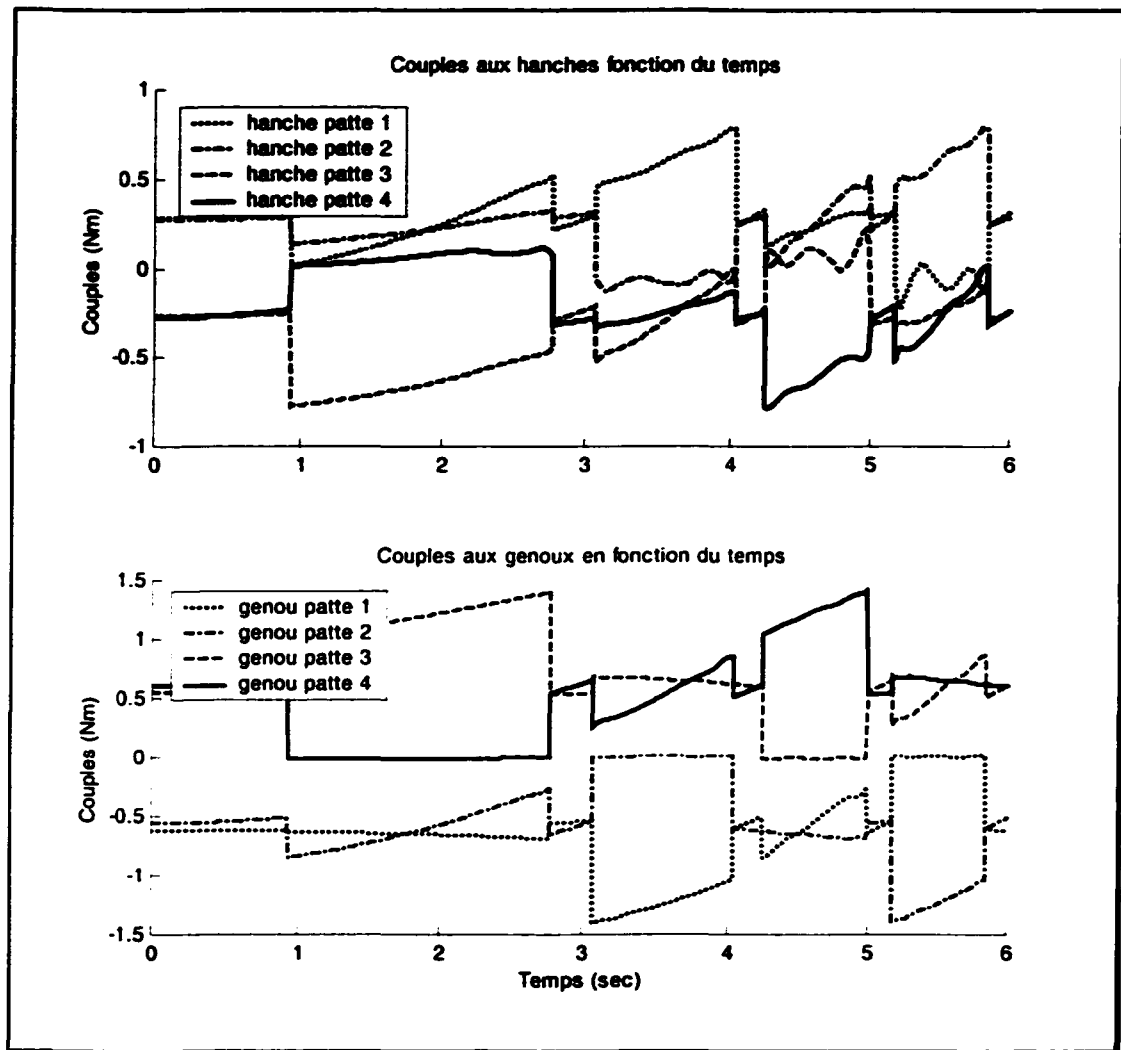 Couples aux hanches fonction du temps
1
hanche patte 1
hanche patte 2
hanche patte 3
hanche patte 4
0.5
0
-0.5
-1
Couples (Nm)
0 1 2 3 4 5 6
Couples aux genoux en fonction du temps
1.5
genou patte 1
genou patte 2
genou patte 3
genou patte 4
1
0.5
0
-0.5
-1
-1.5
Couples (Nm)
0 1 2 3 4 5 6
Temps (sec)